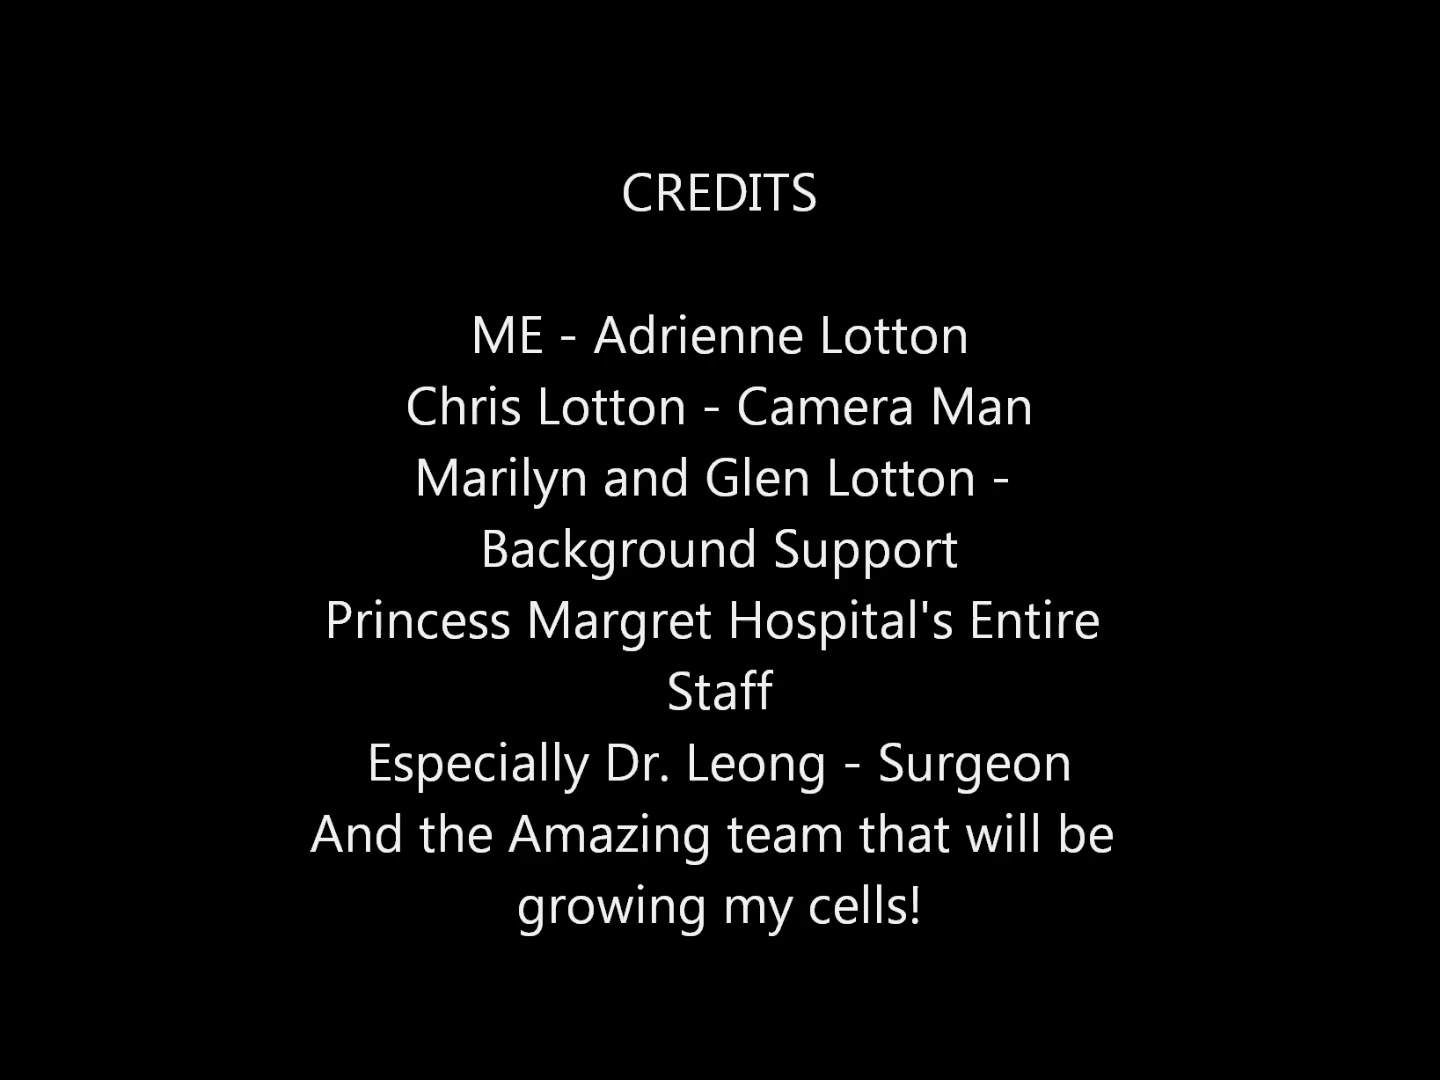 CREDITS
ME - Adrienne Lotton
Chris Lotton - Camera Man
Marilyn and Glen Lotton -
Background Support
Princess Margret Hospital's Entire
Staff
Especially Dr. Leong - Surgeon
And the Amazing team that will be
growing my cells!